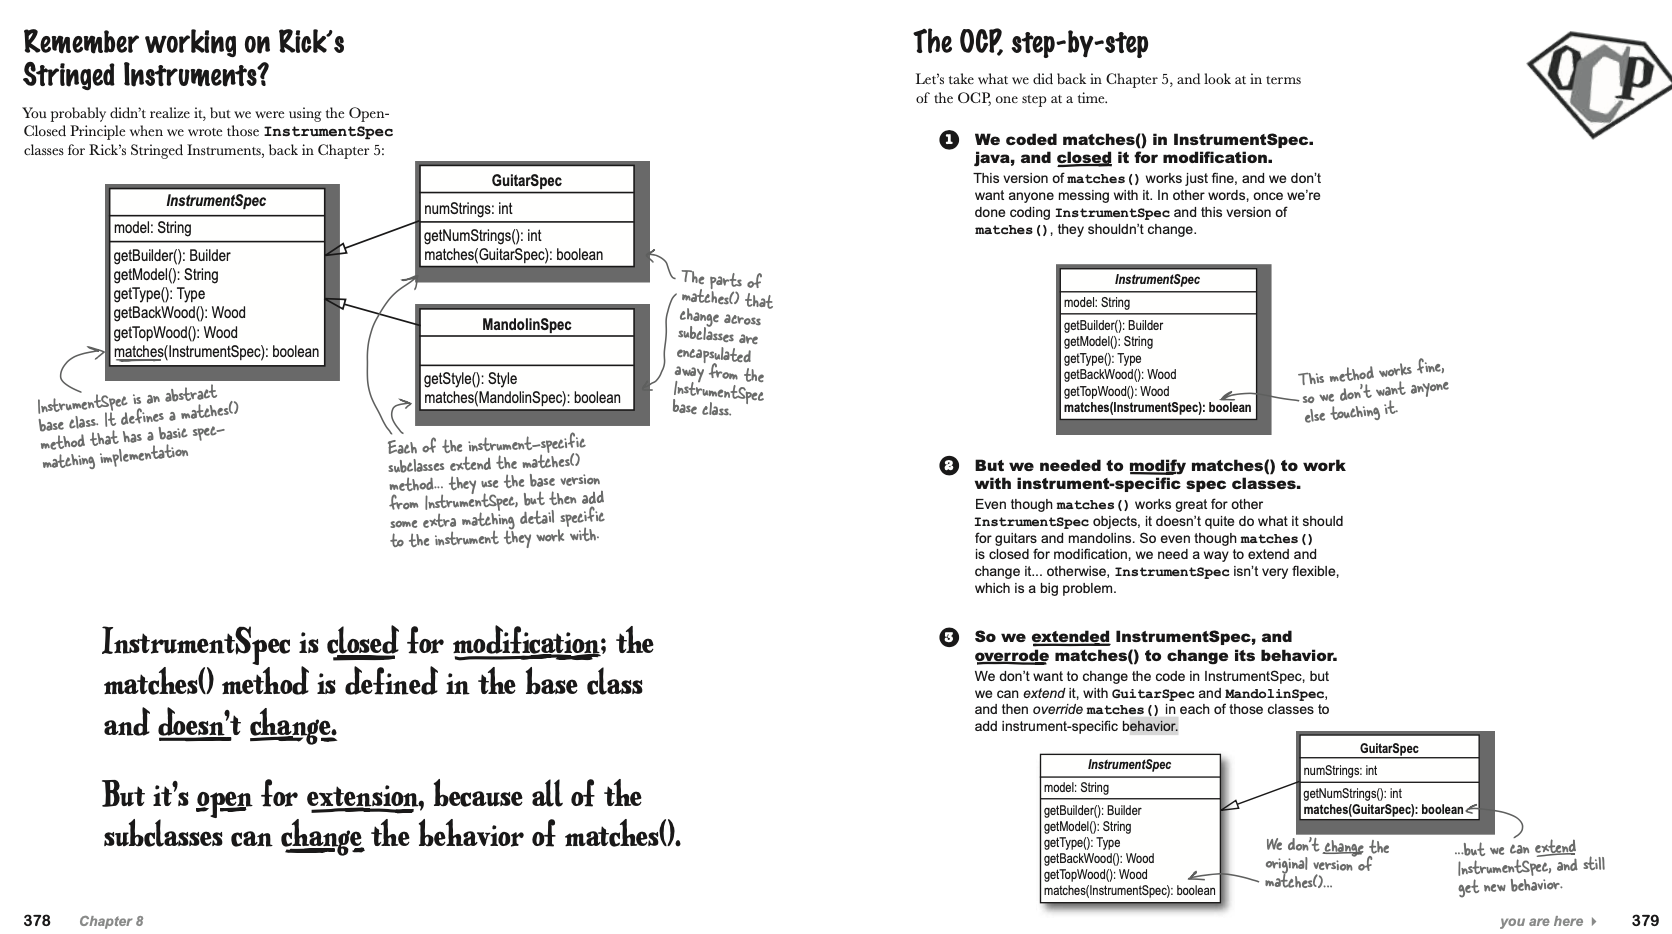 Remember working on Rick's
Stringed Instruments?
You probably didn't realize it, but we were using the Open-
Closed Principle when we wrote those InstrumentSpec
classes for Rick's Stringed Instruments, back in Chapter 5:
InstrumentSpec
model: String
getBuilder(): Builder
getModel(): String
getType(): Type
getBackWood(): Wood
getTopWood(): Wood
matches(InstrumentSpec): boolean
GuitarSpec
numStrings: int
getNumStrings(): int
matches(GuitarSpec): boolean
MandolinSpec
getStyle(): Style
matches(MandolinSpec): boolean
The parts of
matches() that
change across
subclasses are
encapsulated
away from the
InstrumentSpec
base class.
InstrumentSpec is an abstract
base class. It defines a matches()
method that has a basic spec-
matching implementation
Each of the instrument-specific
subclasses extend the matches()
method... they use the base version
from InstrumentSpec, but then add
some extra matching detail specific
to the instrument they work with.
InstrumentSpec is closed for modification; the
matches() method is defined in the base class
and doesn't change.
But it's open for extension, because all of the
subclasses can change the behavior of matches().
378 Chapter 8
The OCP, step-by-step
OCP
Let's take what we did back in Chapter 5, and look at in terms
of the OCP, one step at a time.
1 We coded matches() in InstrumentSpec.
java, and closed it for modification.
This version of matches() works just fine, and we don't
want anyone messing with it. In other words, once we're
done coding InstrumentSpec and this version of
matches(), they shouldn't change.
InstrumentSpec
model: String
getBuilder(): Builder
getModel(): String
getType(): Type
getBackWood(): Wood
getTopWood(): Wood
matches(InstrumentSpec): boolean
This method works fine,
so we don't want anyone
else touching it.
2 But we needed to modify matches() to work
with instrument-specific spec classes.
Even though matches() works great for other
InstrumentSpec objects, it doesn't quite do what it should
for guitars and mandolins. So even though matches()
is closed for modification, we need a way to extend and
change it... otherwise, InstrumentSpec isn't very flexible,
which is a big problem.
3 So we extended InstrumentSpec, and
overrode matches() to change its behavior.
We don't want to change the code in InstrumentSpec, but
we can extend it, with GuitarSpec and MandolinSpec,
and then override matches() in each of those classes to
add instrument-specific behavior.
InstrumentSpec
model: String
getBuilder(): Builder
getModel(): String
getType(): Type
getBackWood(): Wood
getTopWood(): Wood
matches(InstrumentSpec): boolean
GuitarSpec
numStrings: int
getNumStrings(): int
matches(GuitarSpec): boolean
We don't change the
original version of
matches()...
...but we can extend
InstrumentSpec, and still
get new behavior.
you are here 379